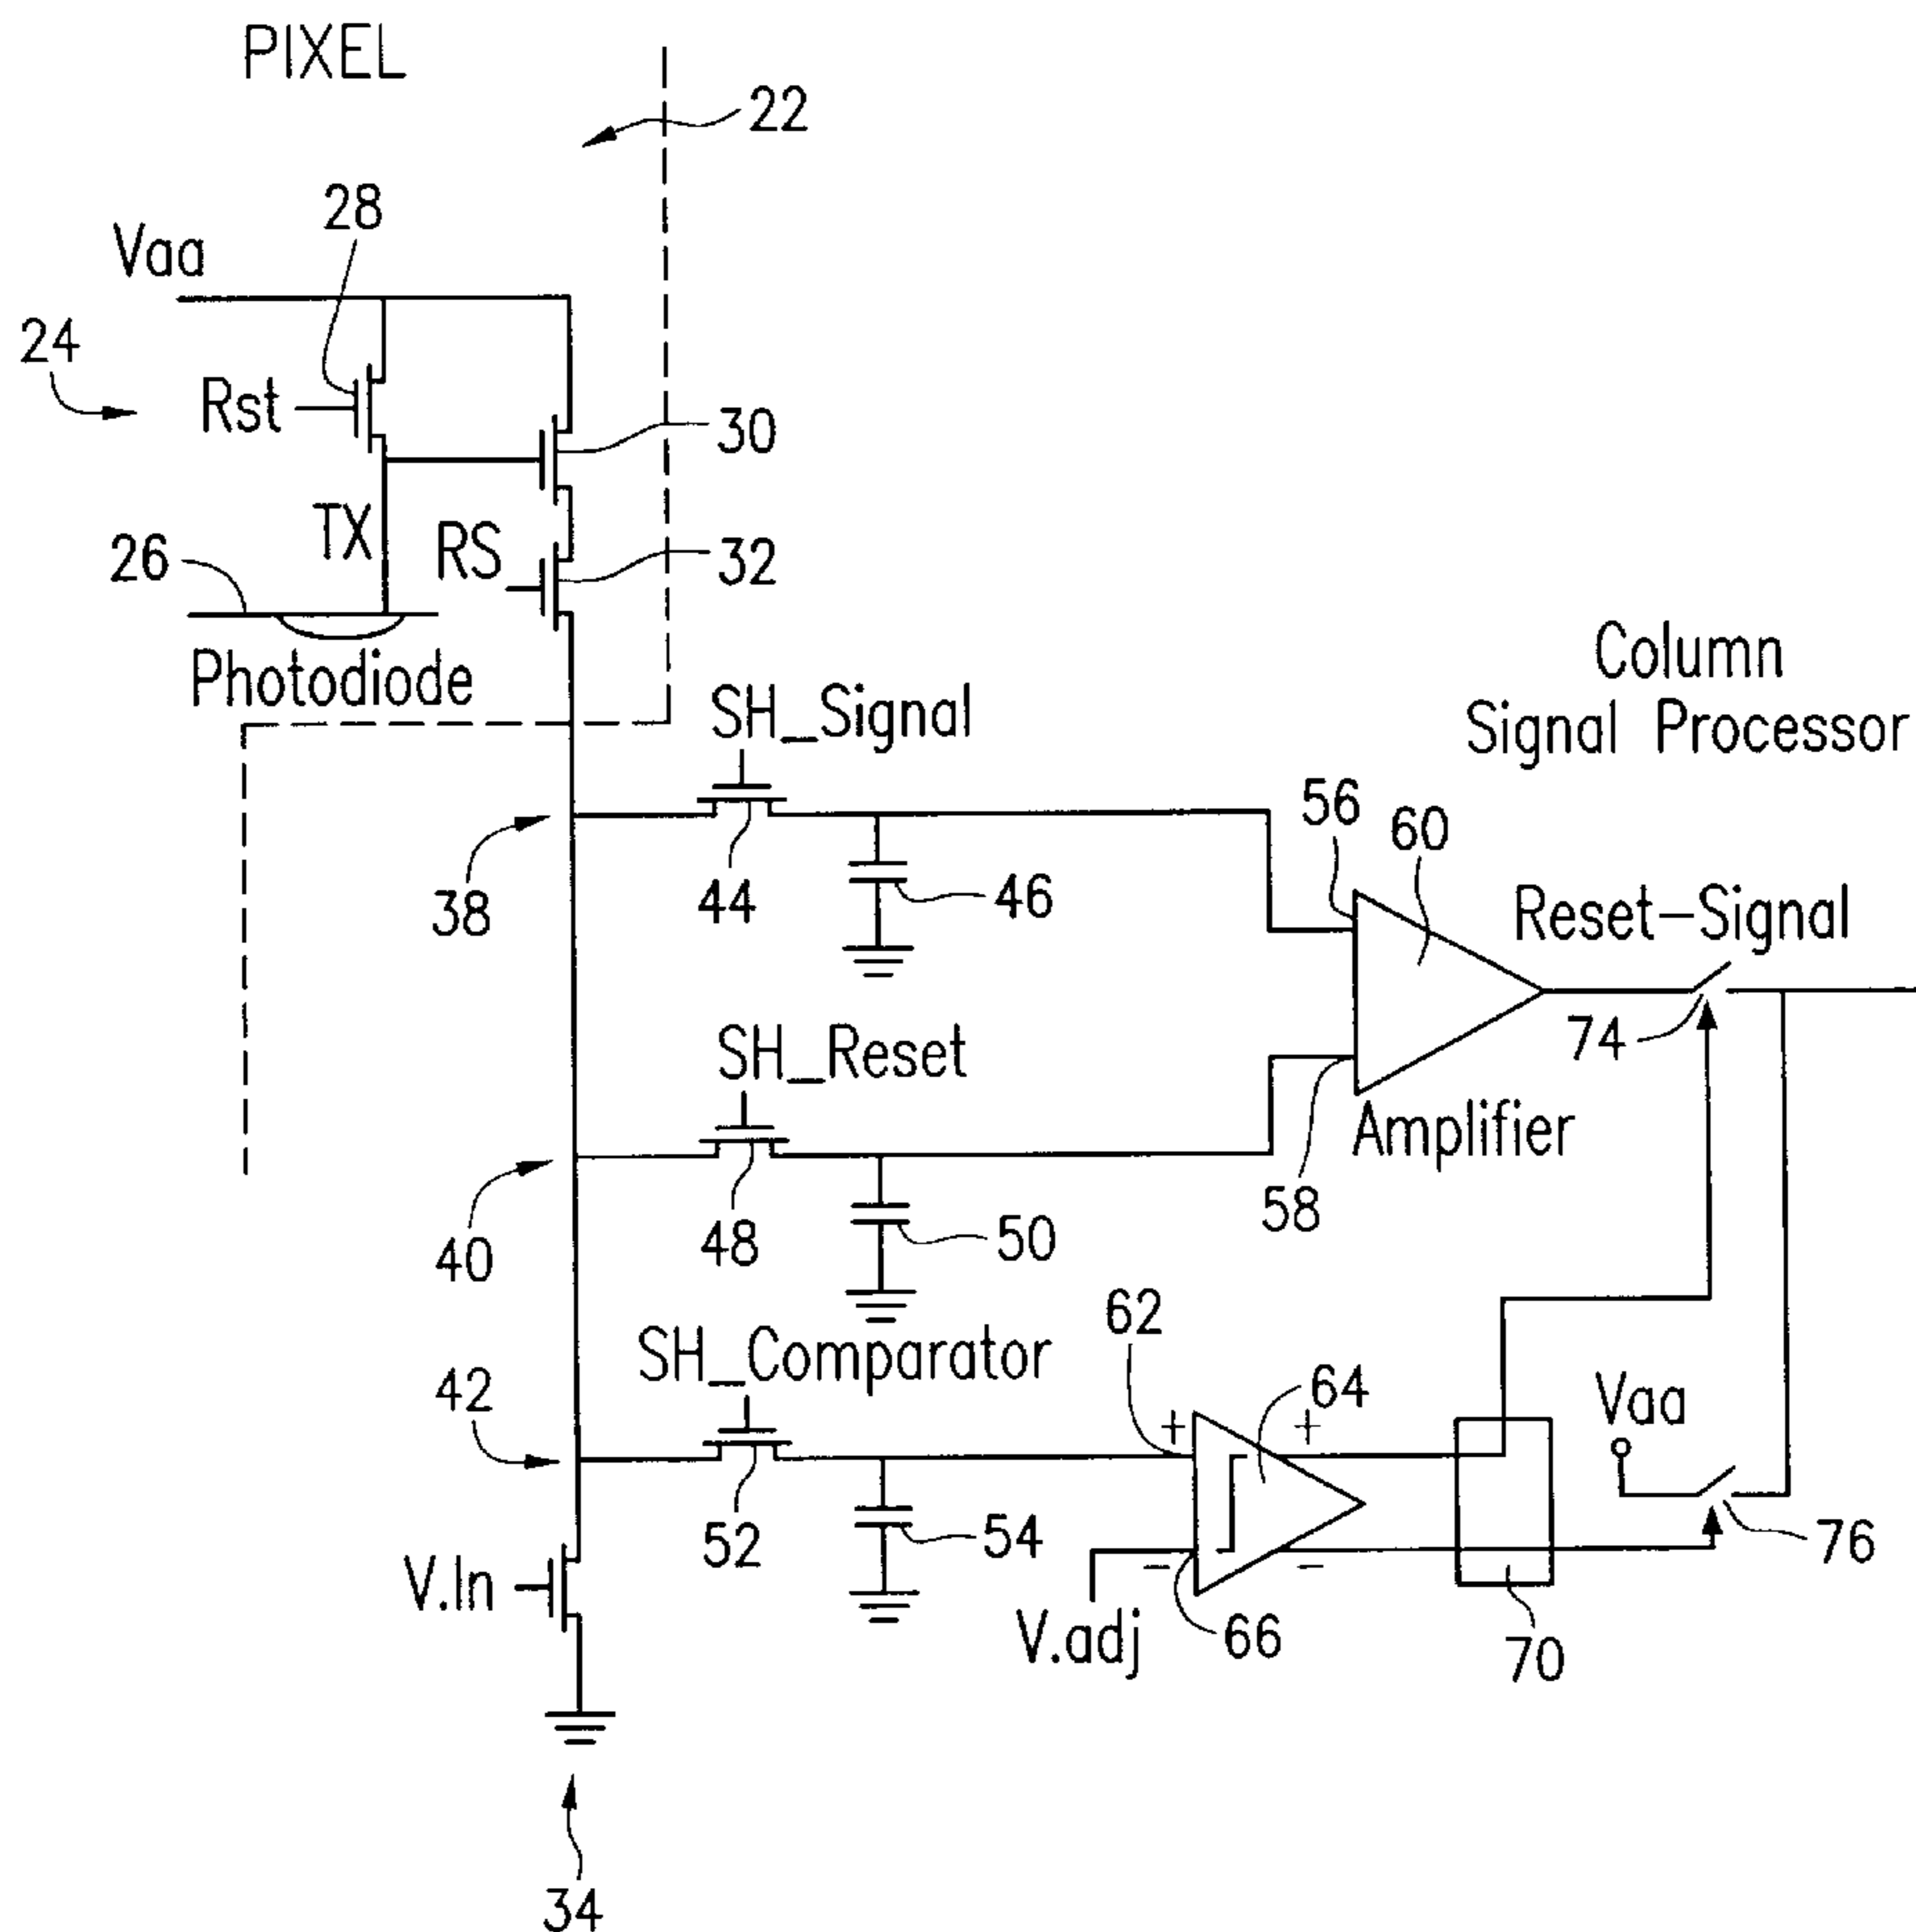 PIXEL
22
28
Vaa
24
Rst
30
TX
RS
32
26
Photodiode
Column
Signal Processor
SH_Signal
56
60
38
44
46
Reset-Signal
74
SH_Reset
Amplifier
58
40
48
50
62
SH_Comparator
42
+
64
+
Vaa
52
54
76
V.In
-
-
V.adj
66
70
34